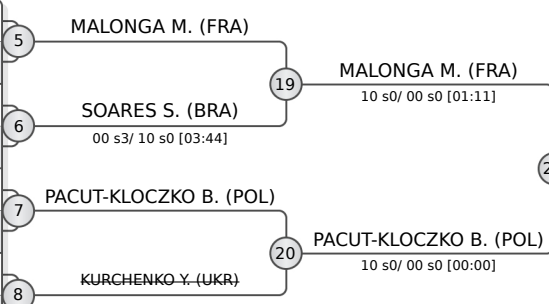 MALONGA M. (FRA)
5
19
MALONGA M. (FRA)
10 s0/ 00 s0 [01:11]
SOARES S. (BRA)
6
00 s3/ 10 s0 [03:44]
PACUT-KLOCZKO B. (POL)
7
20
PACUT-KLOCZKO B. (POL)
10 s0/ 00 s0 [00:00]
KURCHENKO Y. (UKR)
8